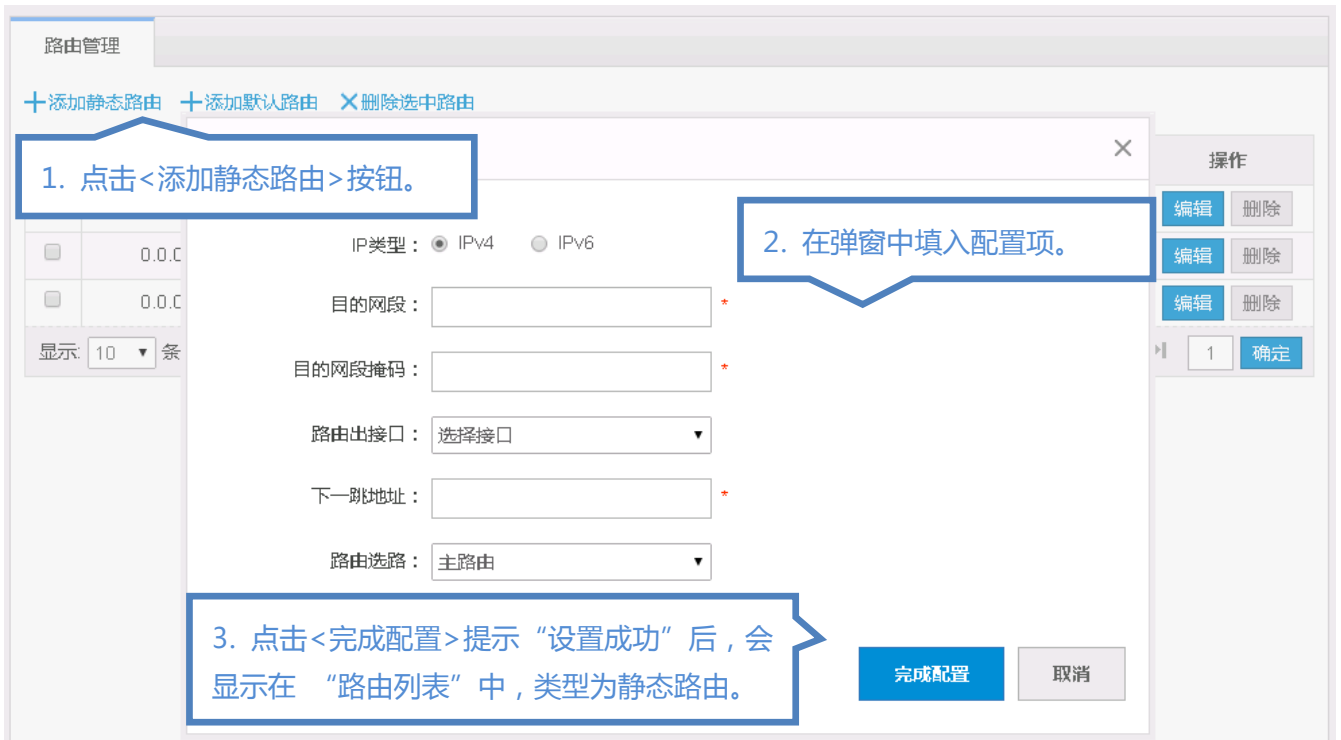 路由管理
添加静态路由 添加默认路由 删除选中路由
1. 点击<添加静态路由>按钮。
操作
编辑 删除
2. 在弹窗中填入配置项。
IP类型： IPv4 IPv6
0.0.0
编辑 删除
目的网段： *
0.0.0
编辑 删除
显示: 10 条
1 确定
目的网段掩码： *
路由出接口： 选择接口
下一跳地址： *
路由选路： 主路由
3. 点击<完成配置>提示“设置成功”后，会
显示在 “路由列表”中，类型为静态路由。
完成配置 取消